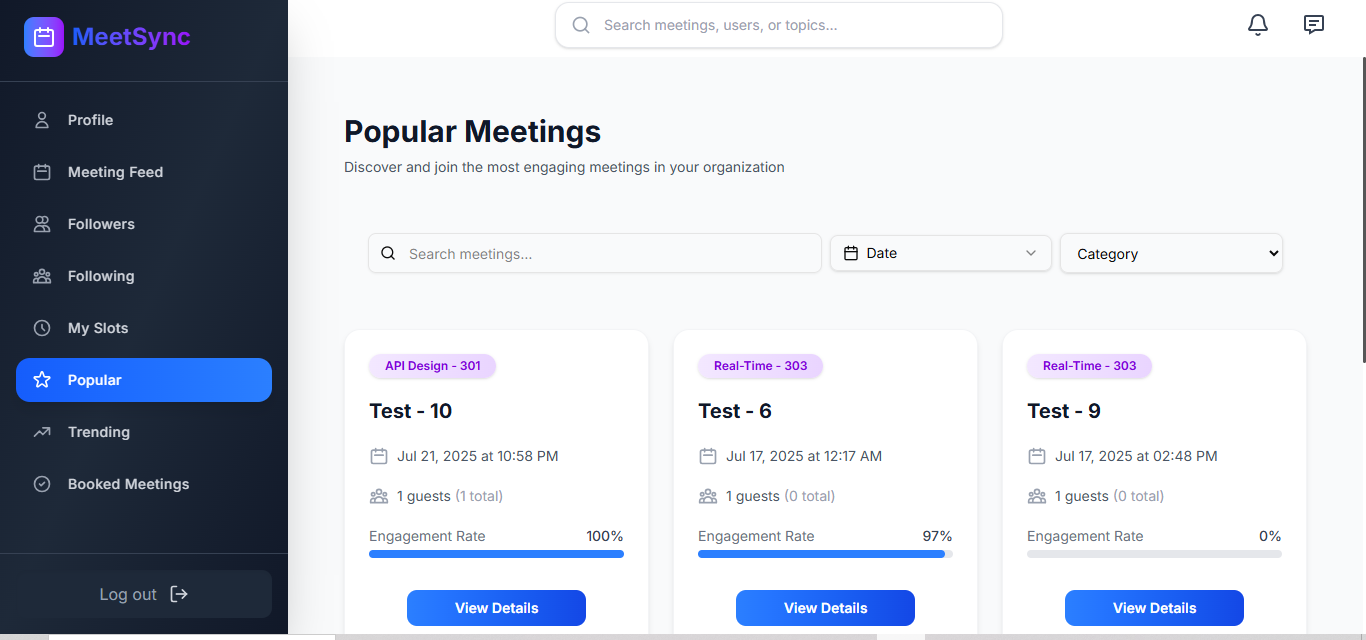 MeetSync
Search meetings, users, or topics...
Profile
Meeting Feed
Followers
Following
My Slots
Popular
Trending
Booked Meetings
Log out
Popular Meetings
Discover and join the most engaging meetings in your organization
Search meetings...
Date
Category
API Design - 301
Test - 10
Jul 21, 2025 at 10:58 PM
1 guests (1 total)
Engagement Rate 100%
View Details
Real-Time - 303
Test - 6
Jul 17, 2025 at 12:17 AM
1 guests (0 total)
Engagement Rate 97%
View Details
Real-Time - 303
Test - 9
Jul 17, 2025 at 02:48 PM
1 guests (0 total)
Engagement Rate 0%
View Details